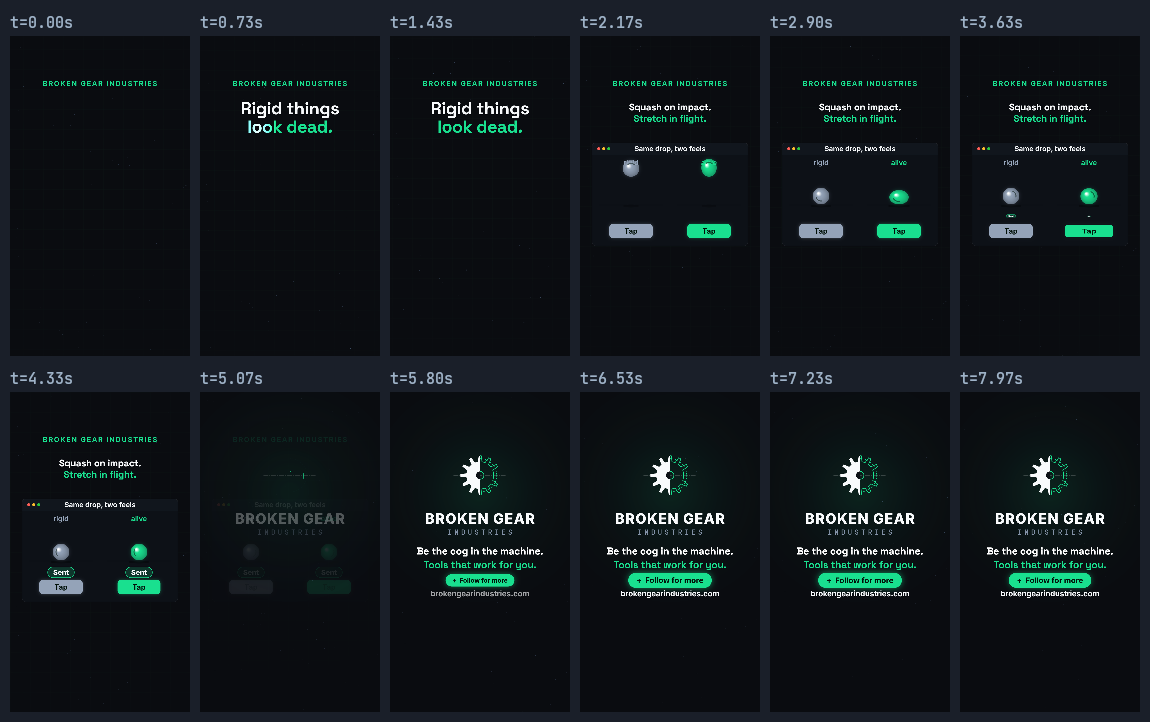 t=0.00s
BROKEN GEAR INDUSTRIES
t=0.73s
BROKEN GEAR INDUSTRIES
Rigid things
look dead.
t=1.43s
BROKEN GEAR INDUSTRIES
Rigid things
look dead.
t=2.17s
BROKEN GEAR INDUSTRIES
Squash on impact.
Stretch in flight.
Same drop, two feels
Tap
Tap
t=2.90s
BROKEN GEAR INDUSTRIES
Squash on impact.
Stretch in flight.
Same drop, two feels
rigid
alive
Tap
Tap
t=3.63s
BROKEN GEAR INDUSTRIES
Squash on impact.
Stretch in flight.
Same drop, two feels
rigid
alive
Tap
Tap
t=4.33s
BROKEN GEAR INDUSTRIES
Squash on impact.
Stretch in flight.
Same drop, two feels
rigid
alive
Sent
Sent
Tap
Tap
t=5.07s
BROKEN GEAR INDUSTRIES
Same drop, two feels
BROKEN GEAR
INDUSTRIES
Sent
Sent
Tap
Tap
t=5.80s
BROKEN GEAR
INDUSTRIES
Be the cog in the machine.
Tools that work for you.
+ Follow for more
brokengearindustries.com
t=6.53s
BROKEN GEAR
INDUSTRIES
Be the cog in the machine.
Tools that work for you.
+ Follow for more
brokengearindustries.com
t=7.23s
BROKEN GEAR
INDUSTRIES
Be the cog in the machine.
Tools that work for you.
+ Follow for more
brokengearindustries.com
t=7.97s
BROKEN GEAR
INDUSTRIES
Be the cog in the machine.
Tools that work for you.
+ Follow for more
brokengearindustries.com